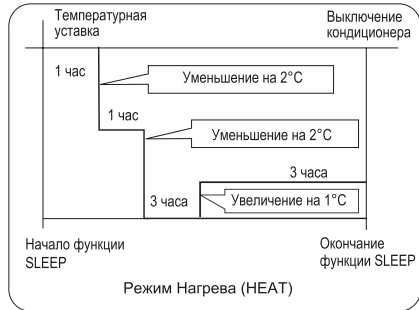 Температурная
уставка
Выключение
кондиционера
1 час
Уменьшение на 2°C
1 час
Уменьшение на 2°C
3 часа
3 часа
Увеличение на 1°C
Начало функции
SLEEP
Окончание
функции SLEEP
Режим Нагрева (HEAT)